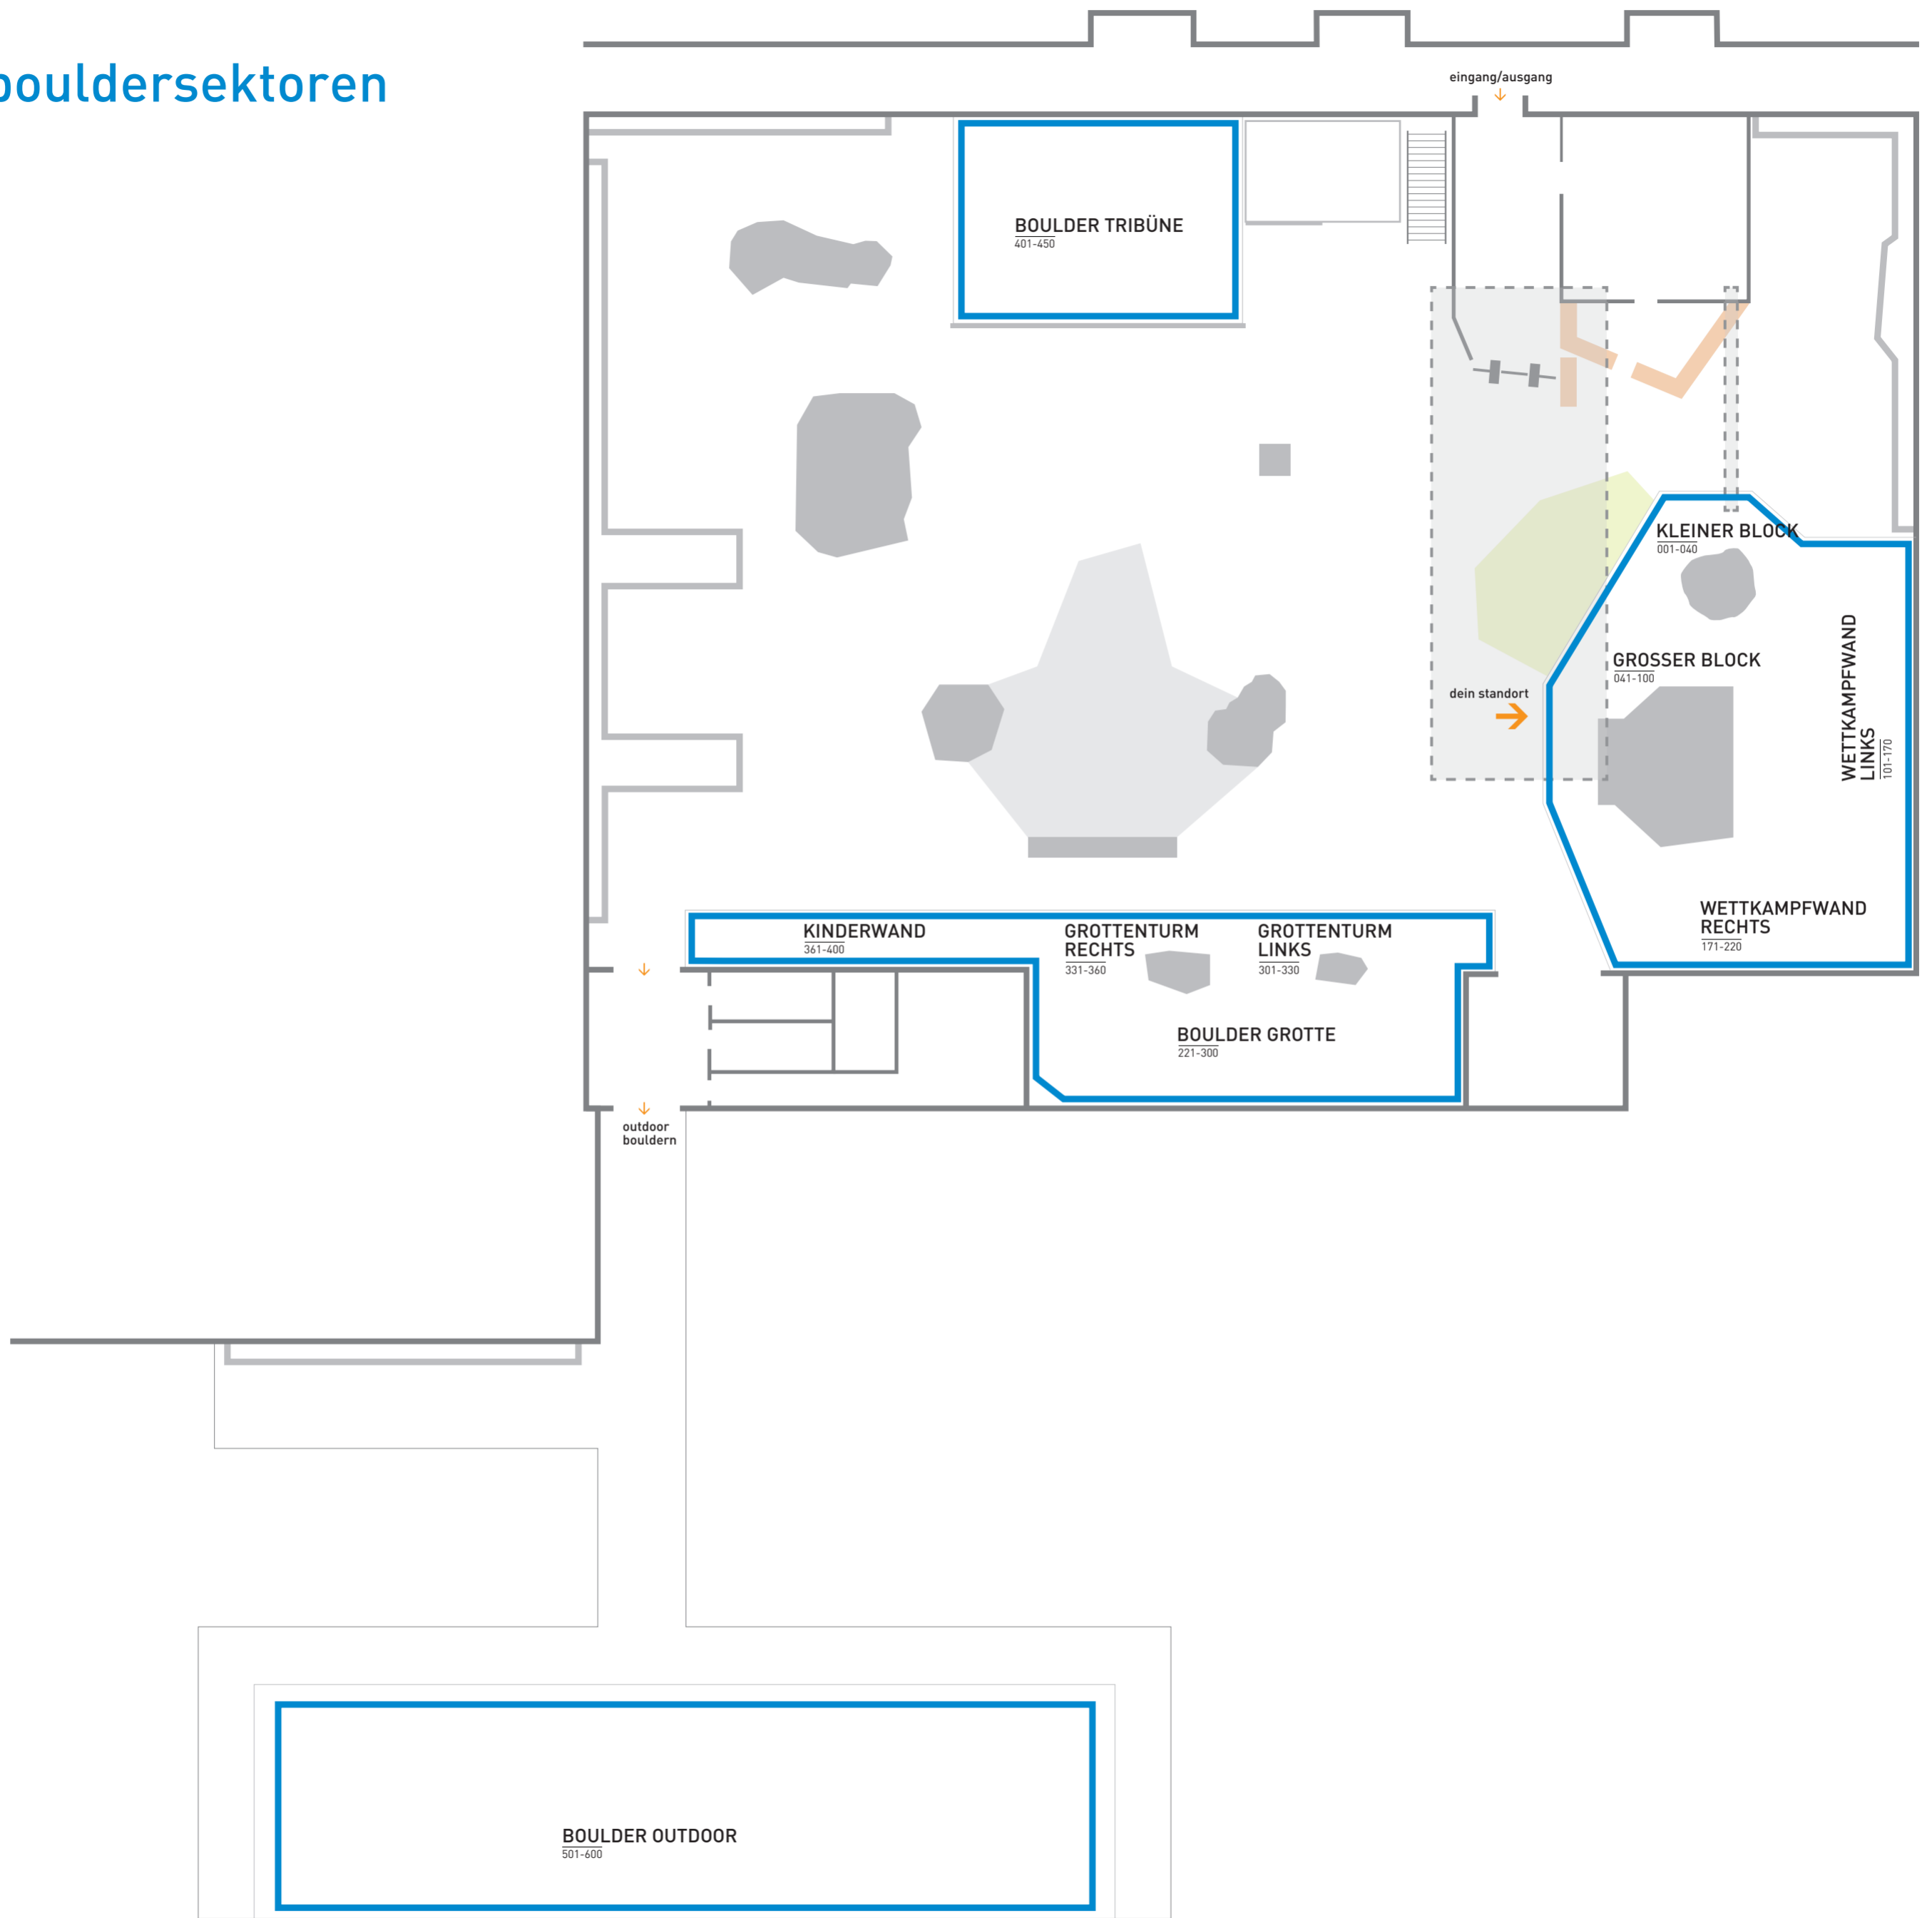 bouldersektoren
eingang/ausgang
BOULDER TRIBÜNE
401-450
KLEINER BLOCK
001-040
GROSSER BLOCK
041-100
dein standort
WETTKAMPFWAND
LINKS
101-170
WETTKAMPFWAND
RECHTS
171-220
KINDERWAND
361-400
GROTTENTURM
RECHTS
331-360
GROTTENTURM
LINKS
301-330
BOULDER GROTTE
221-300
outdoor
bouldern
BOULDER OUTDOOR
501-600